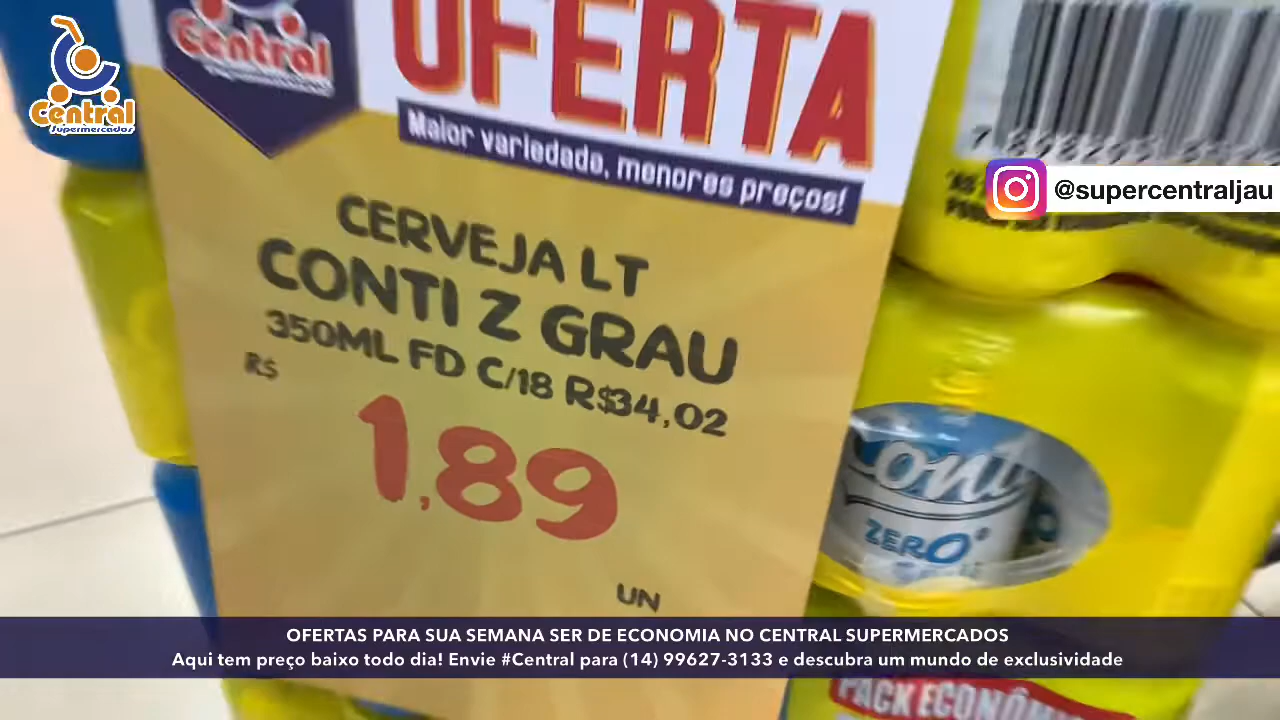 Central
Supermercados
Central
OFERTA
Maior variedade, menores preços!
@supercentraljau
CERVEJA LT
CONTI Z GRAU
350ML FD C/18 R$34,02
R$
1,89
UN
Conti
ZERO°
OFERTAS PARA SUA SEMANA SER DE ECONOMIA NO CENTRAL SUPERMERCADOS
Aqui tem preço baixo todo dia! Envie #Central para (14) 99627-3133 e descubra um mundo de exclusividade
PACK ECONÔM